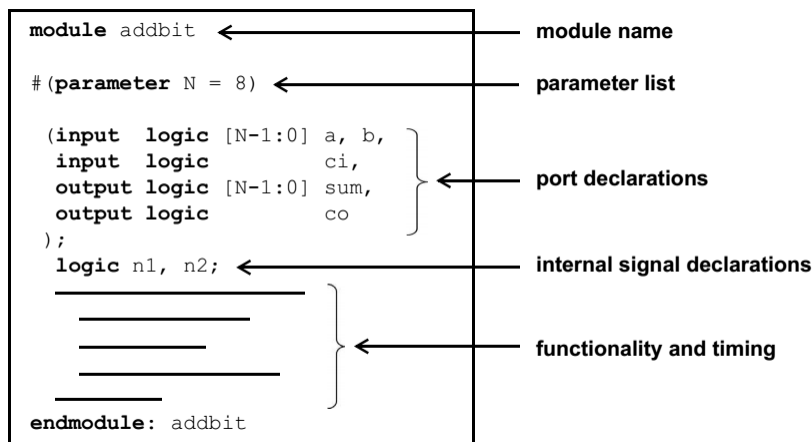 module addbit
module name
#(parameter N = 8)
parameter list
(input logic [N-1:0] a, b,
input logic ci,
output logic [N-1:0] sum,
output logic co
);
port declarations
logic n1, n2;
internal signal declarations
functionality and timing
endmodule: addbit